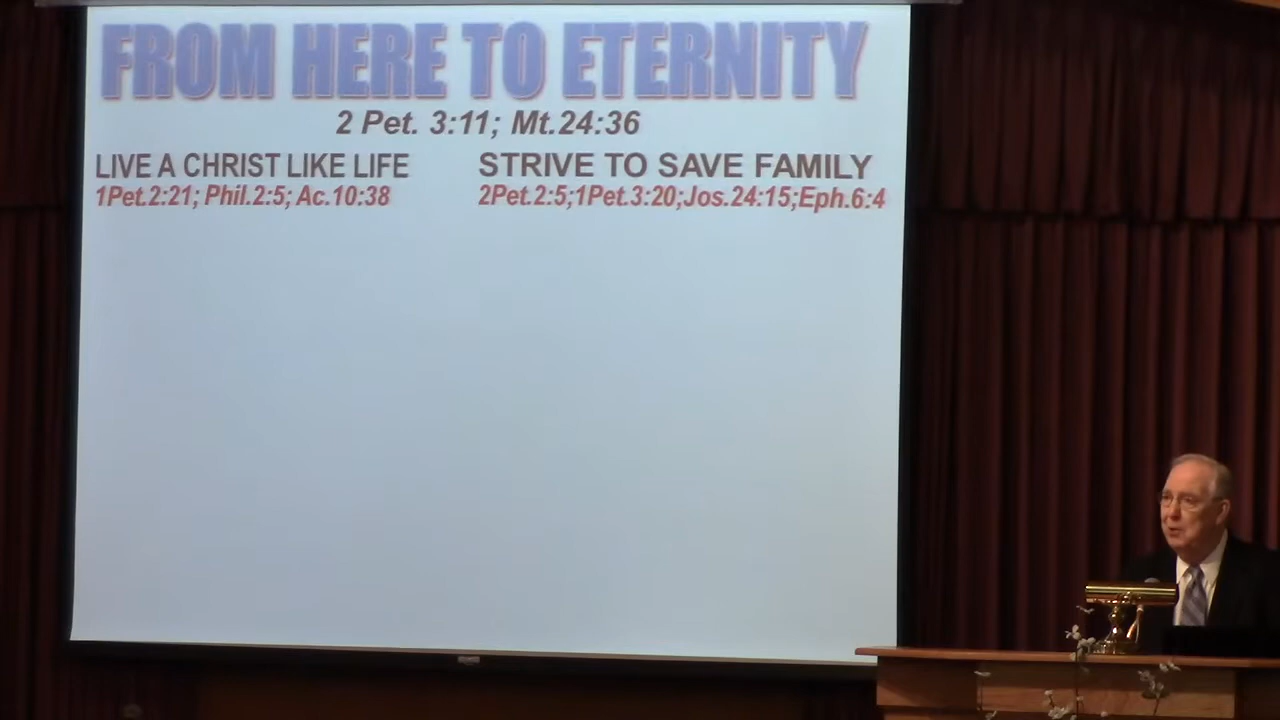 FROM HERE TO ETERNITY
2 Pet. 3:11; Mt.24:36
LIVE A CHRIST LIKE LIFE
1Pet.2:21; Phil.2:5; Ac.10:38
STRIVE TO SAVE FAMILY
2Pet.2:5;1Pet.3:20;Jos.24:15;Eph.6:4